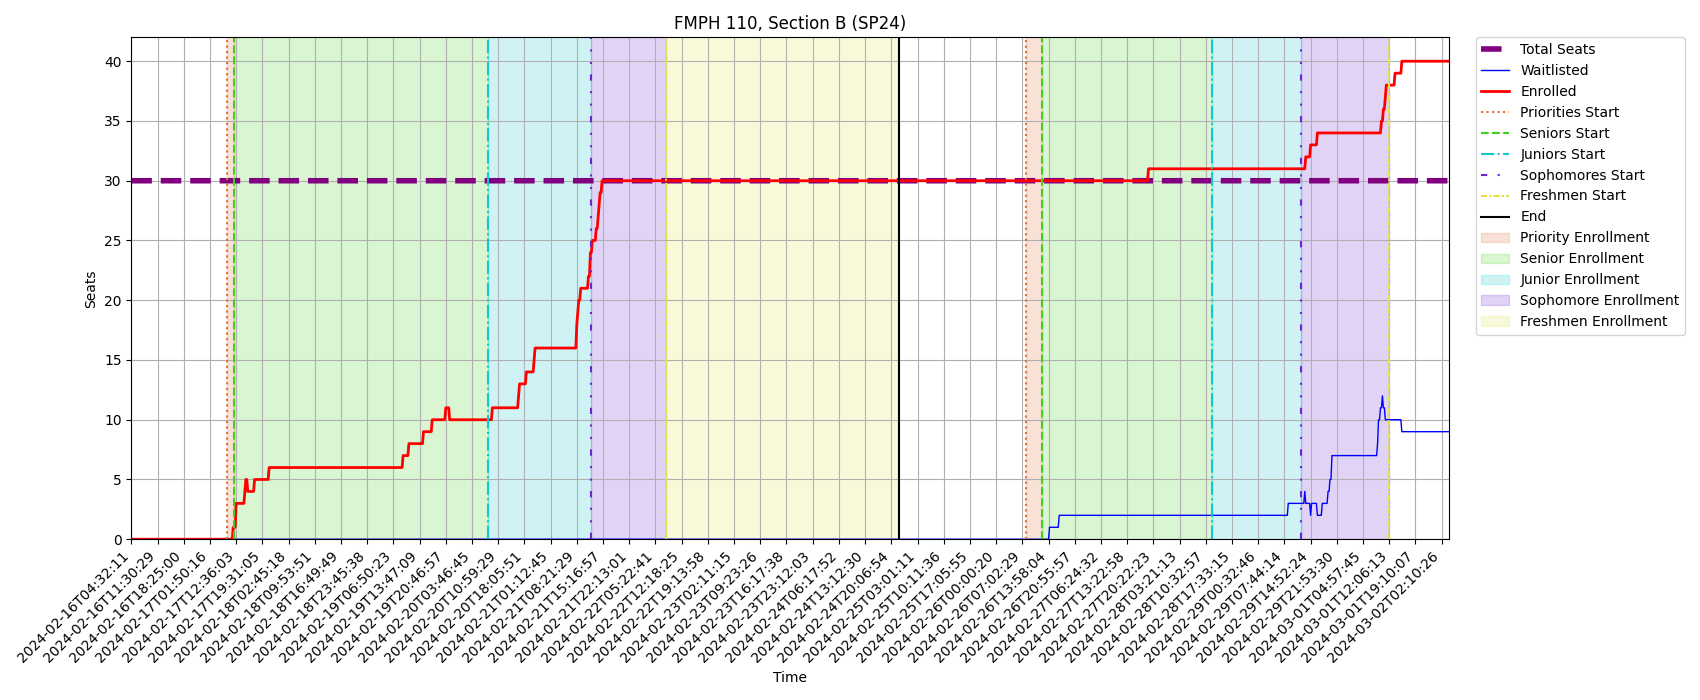 FMPH 110, Section B (SP24)
Seats
40
35
30
25
20
15
10
5
0
2024-02-16T04:32:11
2024-02-16T11:30:29
2024-02-16T18:25:00
2024-02-17T01:50:16
2024-02-17T12:36:03
2024-02-17T19:31:05
2024-02-18T02:45:18
2024-02-18T09:53:51
2024-02-18T16:49:49
2024-02-18T23:45:38
2024-02-19T06:50:23
2024-02-19T13:47:09
2024-02-19T20:46:57
2024-02-20T03:46:45
2024-02-20T10:59:29
2024-02-20T18:05:51
2024-02-21T01:12:45
2024-02-21T08:21:29
2024-02-21T15:16:57
2024-02-21T22:13:01
2024-02-22T05:22:41
2024-02-22T12:18:25
2024-02-22T19:13:58
2024-02-23T02:11:15
2024-02-23T09:23:26
2024-02-23T16:17:38
2024-02-23T23:12:03
2024-02-24T06:17:52
2024-02-24T13:12:30
2024-02-24T20:06:54
2024-02-25T03:01:11
2024-02-25T10:11:36
2024-02-25T17:05:55
2024-02-26T00:00:20
2024-02-26T07:02:29
2024-02-26T13:58:04
2024-02-26T20:55:57
2024-02-27T06:24:32
2024-02-27T13:22:58
2024-02-27T20:22:23
2024-02-28T03:21:13
2024-02-28T10:32:57
2024-02-28T17:33:15
2024-02-29T00:32:46
2024-02-29T07:44:14
2024-02-29T14:52:24
2024-02-29T21:53:30
2024-03-01T04:57:45
2024-03-01T12:06:13
2024-03-01T19:10:07
2024-03-02T02:10:26
Time
Total Seats
Waitlisted
Enrolled
Priorities Start
Seniors Start
Juniors Start
Sophomores Start
Freshmen Start
End
Priority Enrollment
Senior Enrollment
Junior Enrollment
Sophomore Enrollment
Freshmen Enrollment